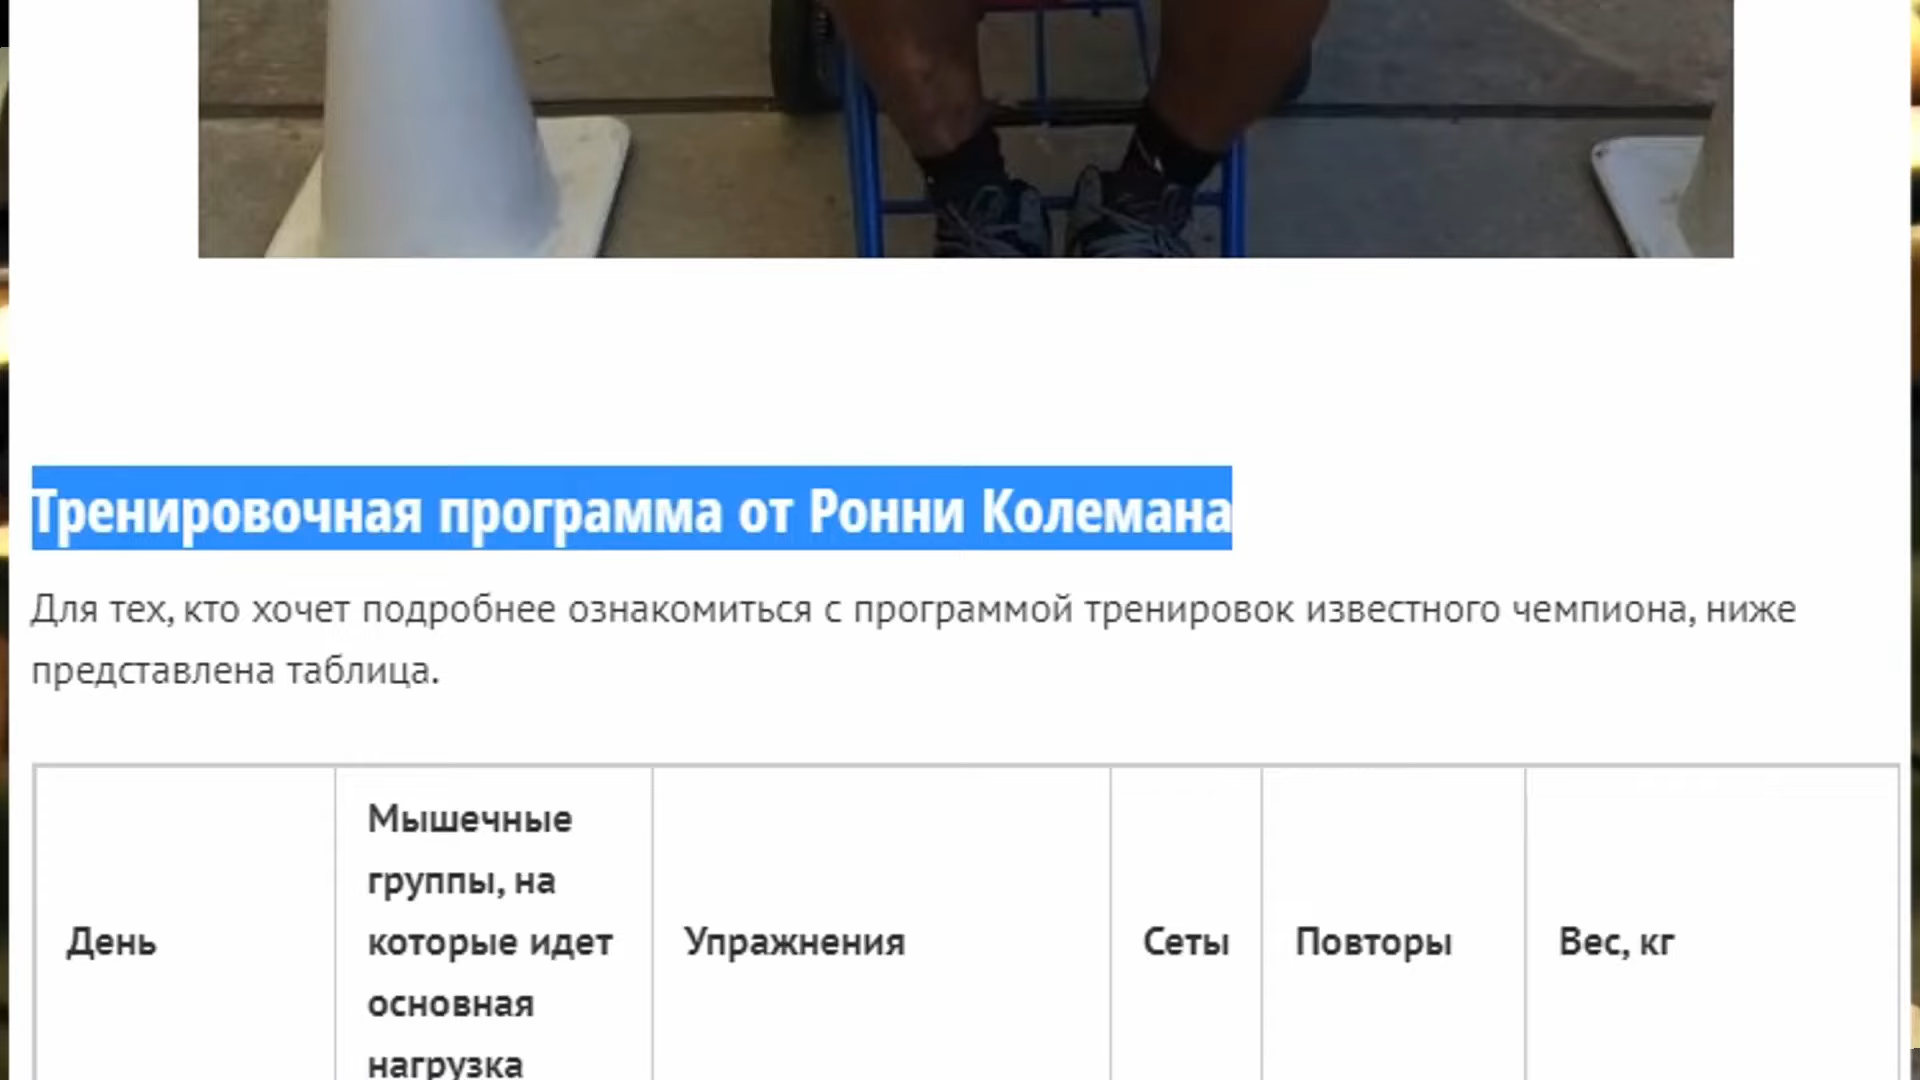 Тренировочная программа от Ронни Колемана
Для тех, кто хочет подробнее ознакомиться с программой тренировок известного чемпиона, ниже
представлена таблица.
День
Мышечные
группы, на
которые идет
основная
нагрузка
Упражнения
Сеты
Повторы
Вес, кг